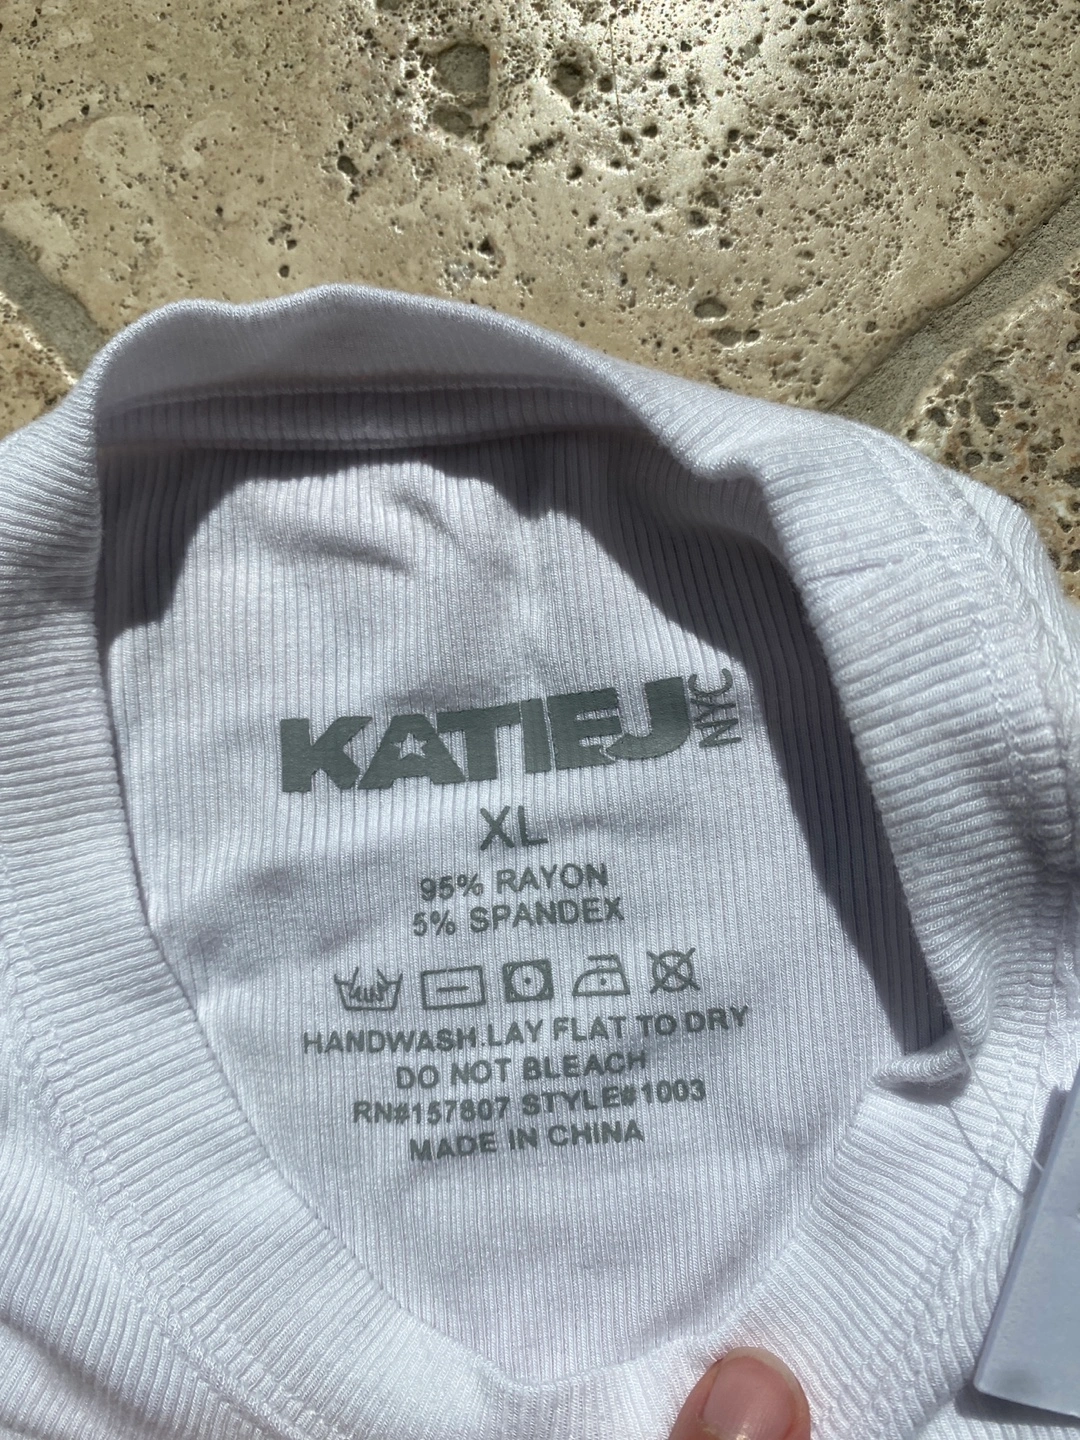 KATIEJ NYC
XL
95% RAYON
5% SPANDEX
HANDWASH.LAY FLAT TO DRY
DO NOT BLEACH
RN#157807 STYLE#1003
MADE IN CHINA